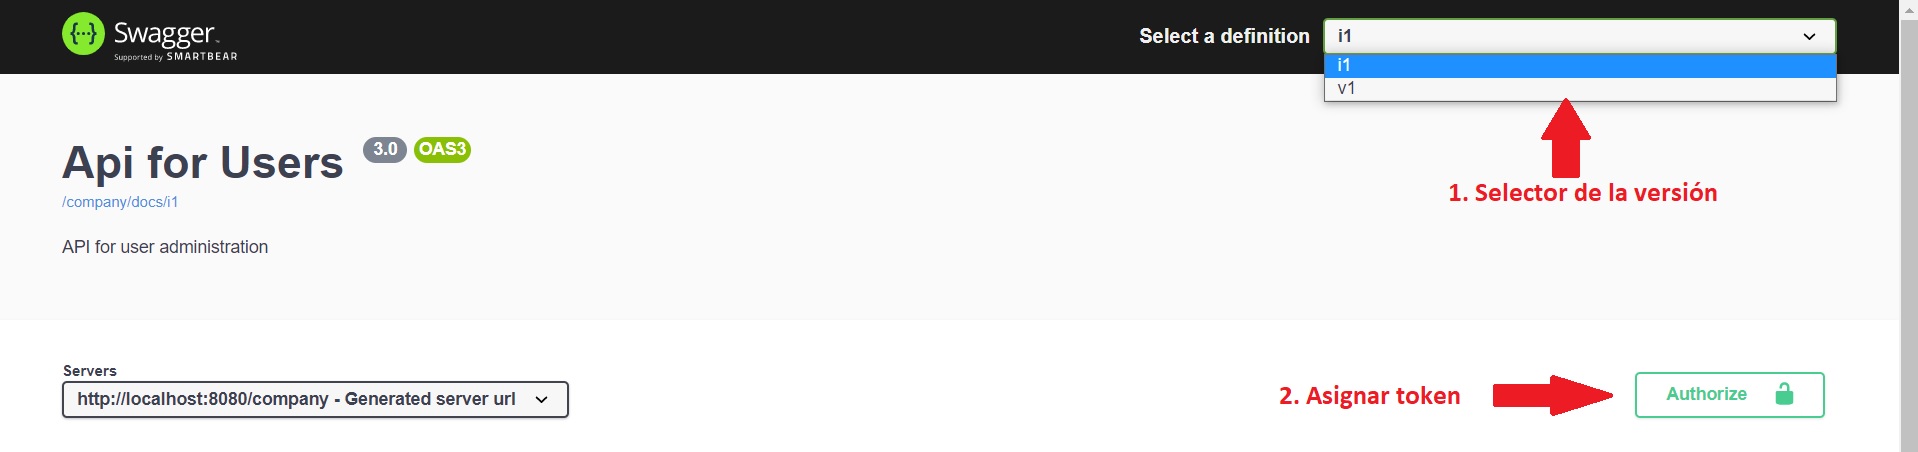 Swagger
Supported by SMARTBEAR
Select a definition
i1
i1
v1
Api for Users
3.0
OAS3
/company/docs/i1
1. Selector de la versión
API for user administration
Servers
http://localhost:8080/company - Generated server url
2. Asignar token
Authorize